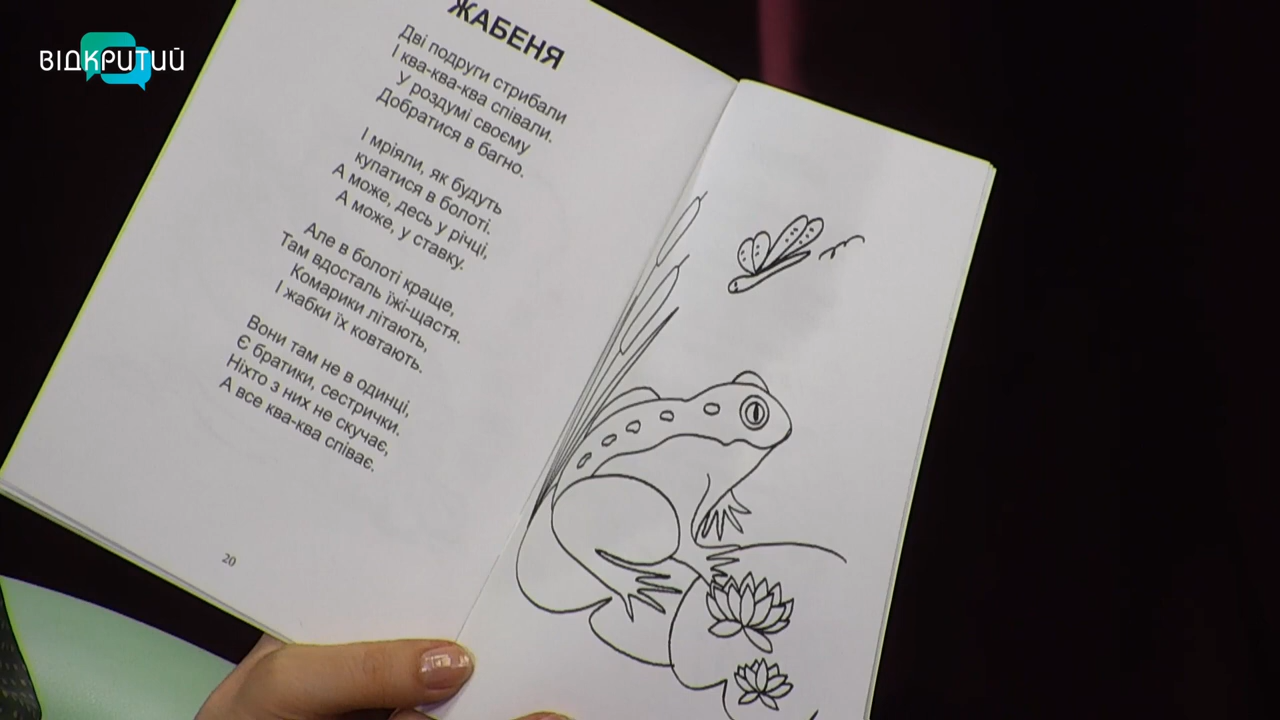 ВІДКРИТИЙ
ЖАБЕНЯ
Дві подруги стрибали
І ква-ква-ква співали.
У роздумі своєму
Добратися в багно.
І мріяли, як будуть
купатися в болоті.
А може, десь у річці,
А може, у ставку.
Але в болоті краще,
Там вдосталь їжі-щастя.
Комарики літають,
І жабки їх ковтають.
Вони там не в одинці,
Є братики, сестрички.
Ніхто з них не скучає,
А все ква-ква співає.
20